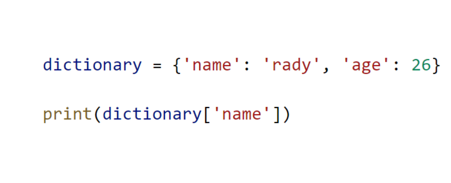 dictionary = {'name': 'rady', 'age': 26}
print(dictionary['name'])